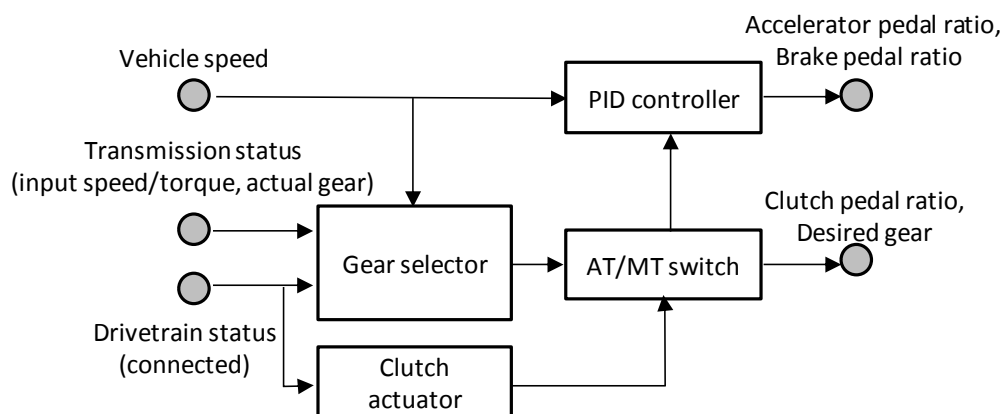 Accelerator pedal ratio,
Brake pedal ratio
Vehicle speed
PID controller
Transmission status
(input speed/torque, actual gear)
Clutch pedal ratio,
Desired gear
Gear selector
AT/MT switch
Drivetrain status
(connected)
Clutch
actuator